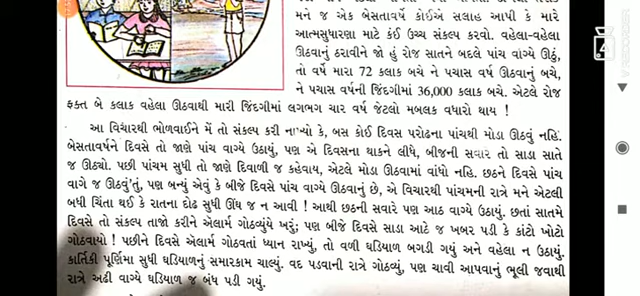 મને જ એક બેસતાવર્ષે કોઈએ સલાહ આપી કે મારે
આત્મસુધારણા માટે કંઈ ઉચ્ચ સંકલ્પ કરવો. વહેલા-વહેલા
ઊઠવાનું ઠરાવીને જો હું રોજ સાતને બદલે પાંચ વાગ્યે ઊઠું,
તો વર્ષે મારા 72 કલાક બચે ને પચાસ વર્ષ ઊઠવાનું બચે,
ને પચાસ વર્ષની જિંદગીમાં 36,000 કલાક બચે. એટલે રોજ
ફક્ત બે કલાક વહેલા ઊઠવાથી મારી જિંદગીમાં લગભગ ચાર વર્ષ જેટલો મબલક વધારો થાય !
આ વિચારથી ભોળવાઈને મેં તો સંકલ્પ કરી નાખ્યો કે, બસ કોઈ દિવસ પરોઢના પાંચથી મોડા ઊઠવું નહિ.
બેસતાવર્ષને દિવસે તો જાણે પાંચ વાગ્યે ઉઠાયું, પણ એ દિવસના થાકને લીધે, બીજની સવાર તો સાડા સાતે
જ ઊઠ્યો. પછી પાંચમ સુધી તો જાણે દિવાળી જ કહેવાય, એટલે મોડા ઊઠવામાં વાંધો નહિ. છઠને દિવસે પાંચ
વાગે જ ઊઠવું'તું, પણ બન્યું એવું કે બીજે દિવસે પાંચ વાગ્યે ઊઠવાનું છે, એ વિચારથી પાંચમની રાત્રે મને એટલી
બધી ચિંતા થઈ કે રાતના દોઢ સુધી ઊંઘ જ ન આવી ! આથી છઠની સવારે પણ આઠ વાગ્યે ઉઠાયું. છતાં સાતમે
દિવસે તો સંકલ્પ તાજો કરીને ઍલાર્મ ગોઠવ્યુંયે ખરું; પણ બીજે દિવસે સાડા આઠે જ ખબર પડી કે કાંટો ખોટો
ગોઠવાયો ! પછીને દિવસે ઍલાર્મ ગોઠવતાં ધ્યાન રાખ્યું, તો વળી ઘડિયાળ બગડી ગયું અને વહેલા ન ઉઠાયું.
કાર્તિકી પૂર્ણિમા સુધી ઘડિયાળનું સમારકામ ચાલ્યું. વદ પડવાની રાત્રે ગોઠવ્યું, પણ ચાવી આપવાનું ભૂલી જવાથી
રાત્રે અઢી વાગ્યે ઘડિયાળ જ બંધ પડી ગયું.